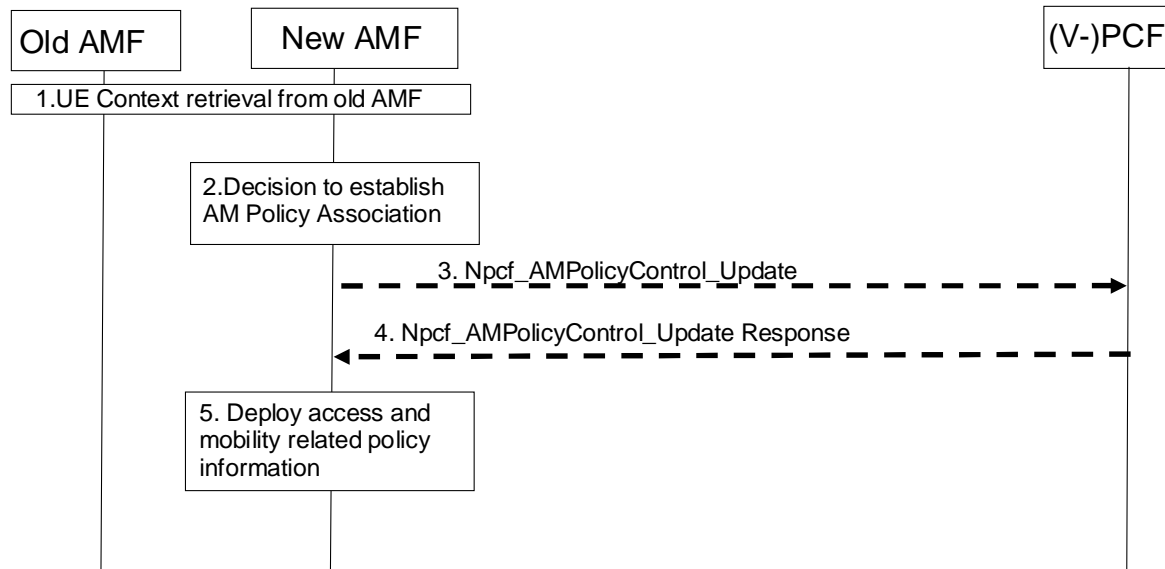 Old AMF
New AMF
(V-)PCF
1.UE Context retrieval from old AMF
2.Decision to establish
AM Policy Association
3. Npcf_AMPolicyControl_Update
4. Npcf_AMPolicyControl_Update Response
5. Deploy access and
mobility related policy
information